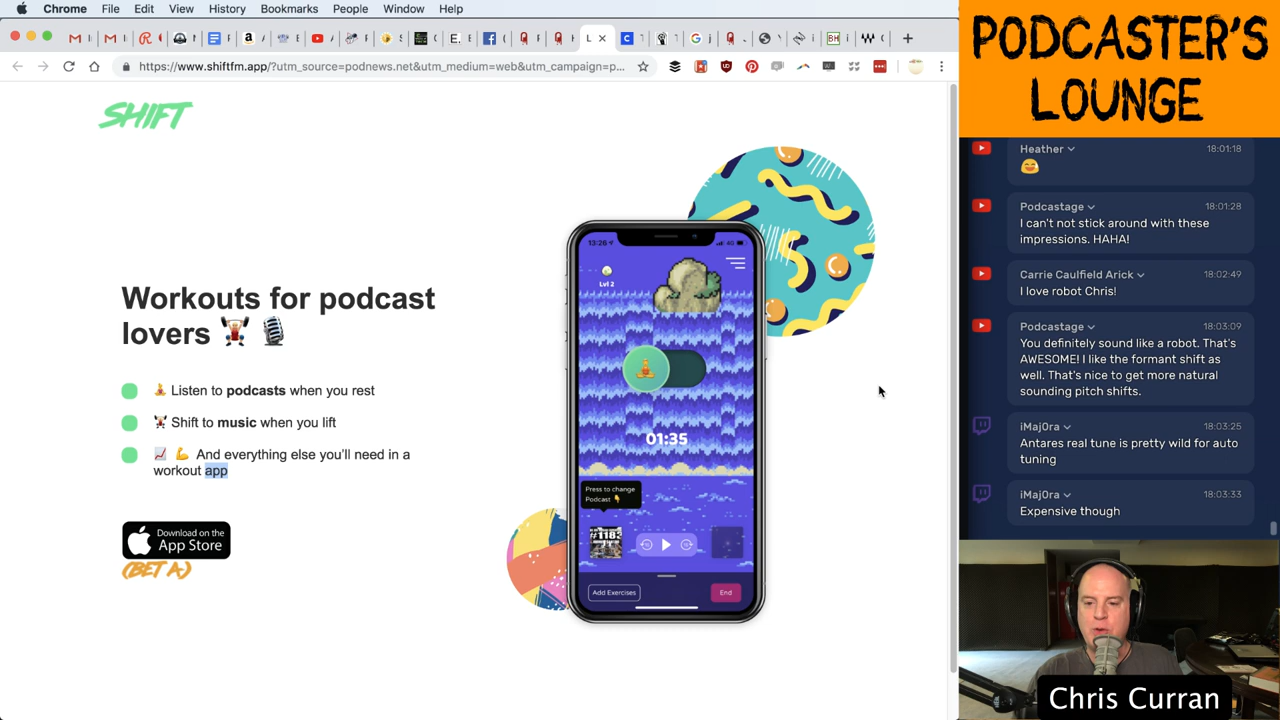 Chrome File Edit View History Bookmarks People Window Help
https://www.shiftfm.app/?utm_source=podnews.net&utm_medium=web&utm_campaign=p...
SHIFT
Workouts for podcast
lovers 🏋️ 🎙️
🧘 Listen to podcasts when you rest
🏋️ Shift to music when you lift
📈 💪 And everything else you'll need in a
workout app
Download on the
App Store
(BETA)
13:26
4G
Lvl 2
01:35
Press to change
Podcast 👇
#1183
Add Exercises
End
PODCASTER'S
LOUNGE
Heather
18:01:18
😊
Podcastage
18:01:28
I can't not stick around with these
impressions. HAHA!
Carrie Caulfield Arick
18:02:49
I love robot Chris!
Podcastage
18:03:09
You definitely sound like a robot. That's
AWESOME! I like the formant shift as
well. That's nice to get more natural
sounding pitch shifts.
iMaj0ra
18:03:25
Antares real tune is pretty wild for auto
tuning
iMaj0ra
18:03:33
Expensive though
Chris Curran